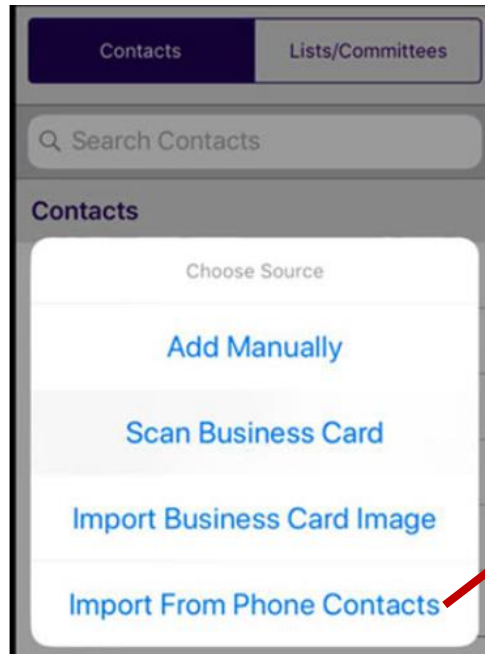 Contacts Lists/Committees
Search Contacts
Contacts
Choose Source
Add Manually
Scan Business Card
Import Business Card Image
Import From Phone Contacts